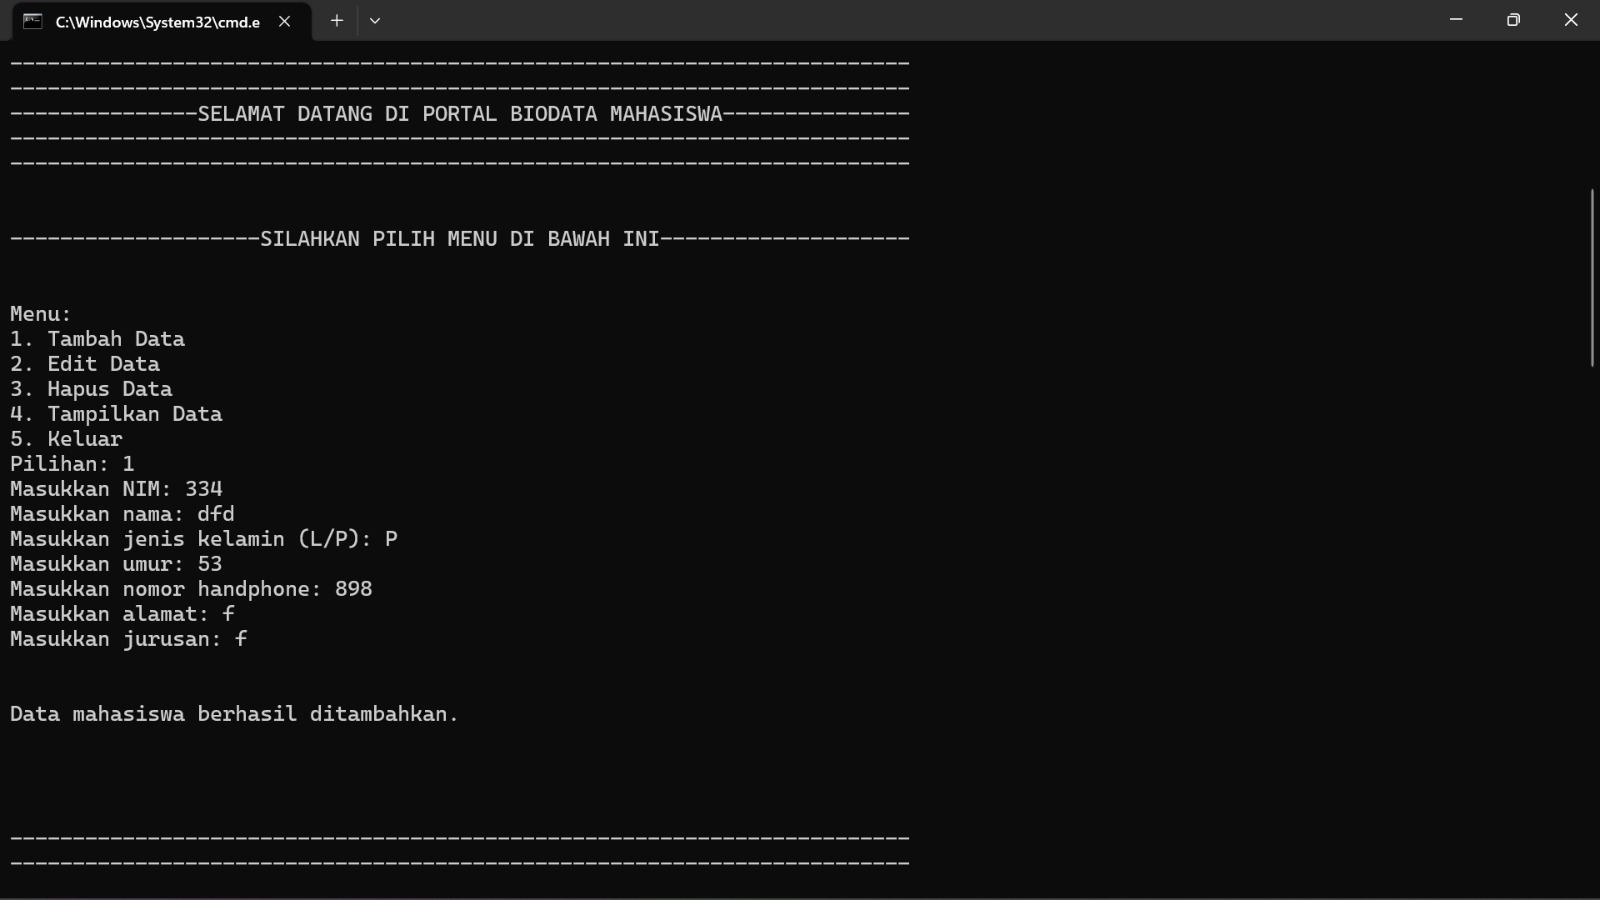 C:\Windows\System32\cmd.e
------------------------------------------------------------------------
------------------------------------------------------------------------
---------------SELAMAT DATANG DI PORTAL BIODATA MAHASISWA---------------
------------------------------------------------------------------------
------------------------------------------------------------------------
--------------------SILAHKAN PILIH MENU DI BAWAH INI--------------------
Menu:
1. Tambah Data
2. Edit Data
3. Hapus Data
4. Tampilkan Data
5. Keluar
Pilihan: 1
Masukkan NIM: 334
Masukkan nama: dfd
Masukkan jenis kelamin (L/P): P
Masukkan umur: 53
Masukkan nomor handphone: 898
Masukkan alamat: f
Masukkan jurusan: f
Data mahasiswa berhasil ditambahkan.
------------------------------------------------------------------------
------------------------------------------------------------------------